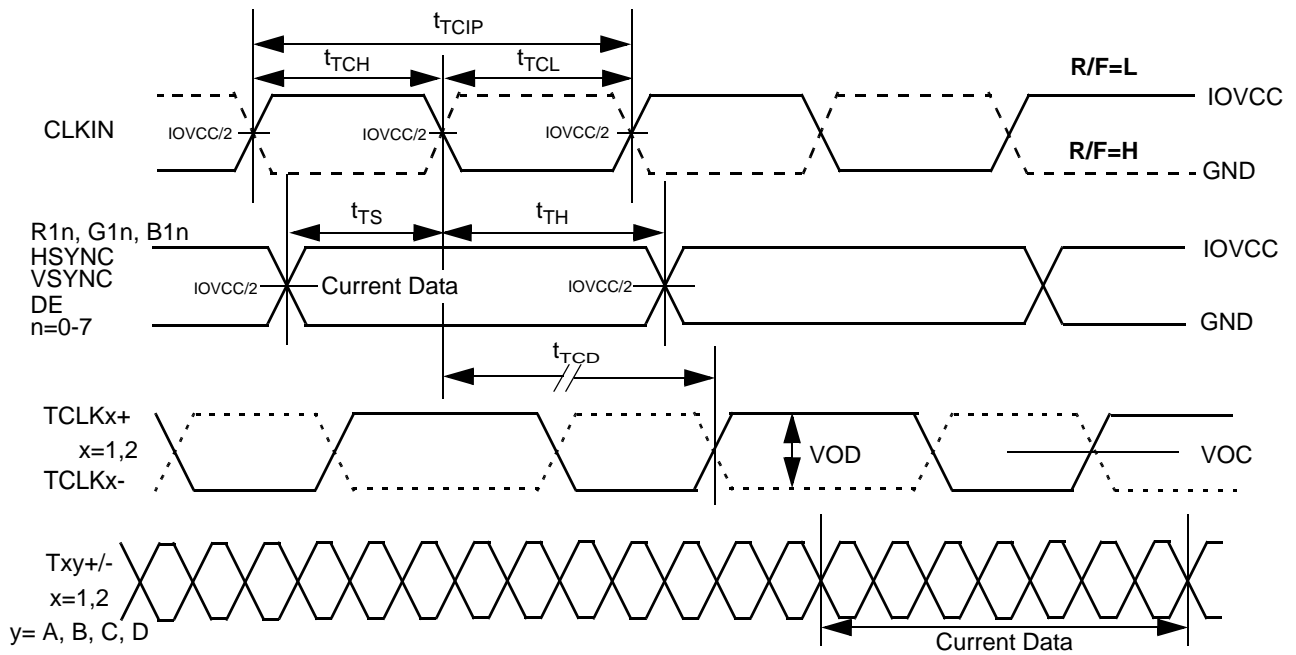 tTCIP
tTCH
tTCL
R/F=L
IOVCC
CLKIN
IOVCC/2
IOVCC/2
IOVCC/2
R/F=H
GND
tTS
tTH
R1n, G1n, B1n
HSYNC
VSYNC
DE
n=0-7
IOVCC
IOVCC/2
Current Data
IOVCC/2
GND
tTCD
TCLKx+
x=1,2
TCLKx-
VOD
VOC
Txy+/-
x=1,2
y= A, B, C, D
Current Data